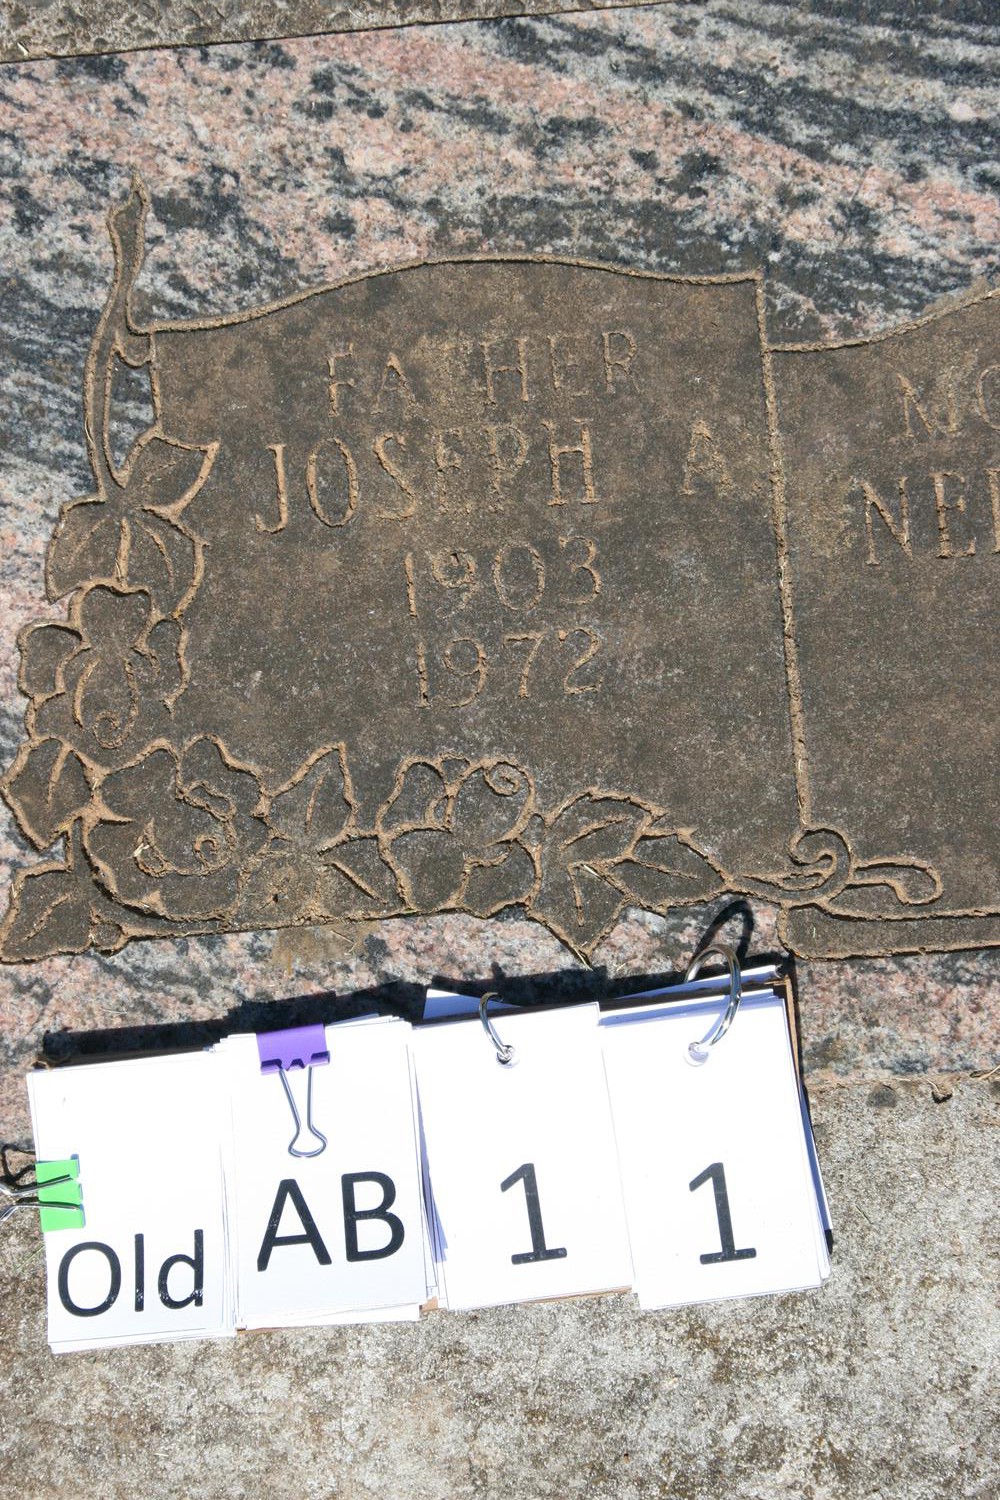 FATHER
JOSEPH A.
1903
1972
Old AB 1 1